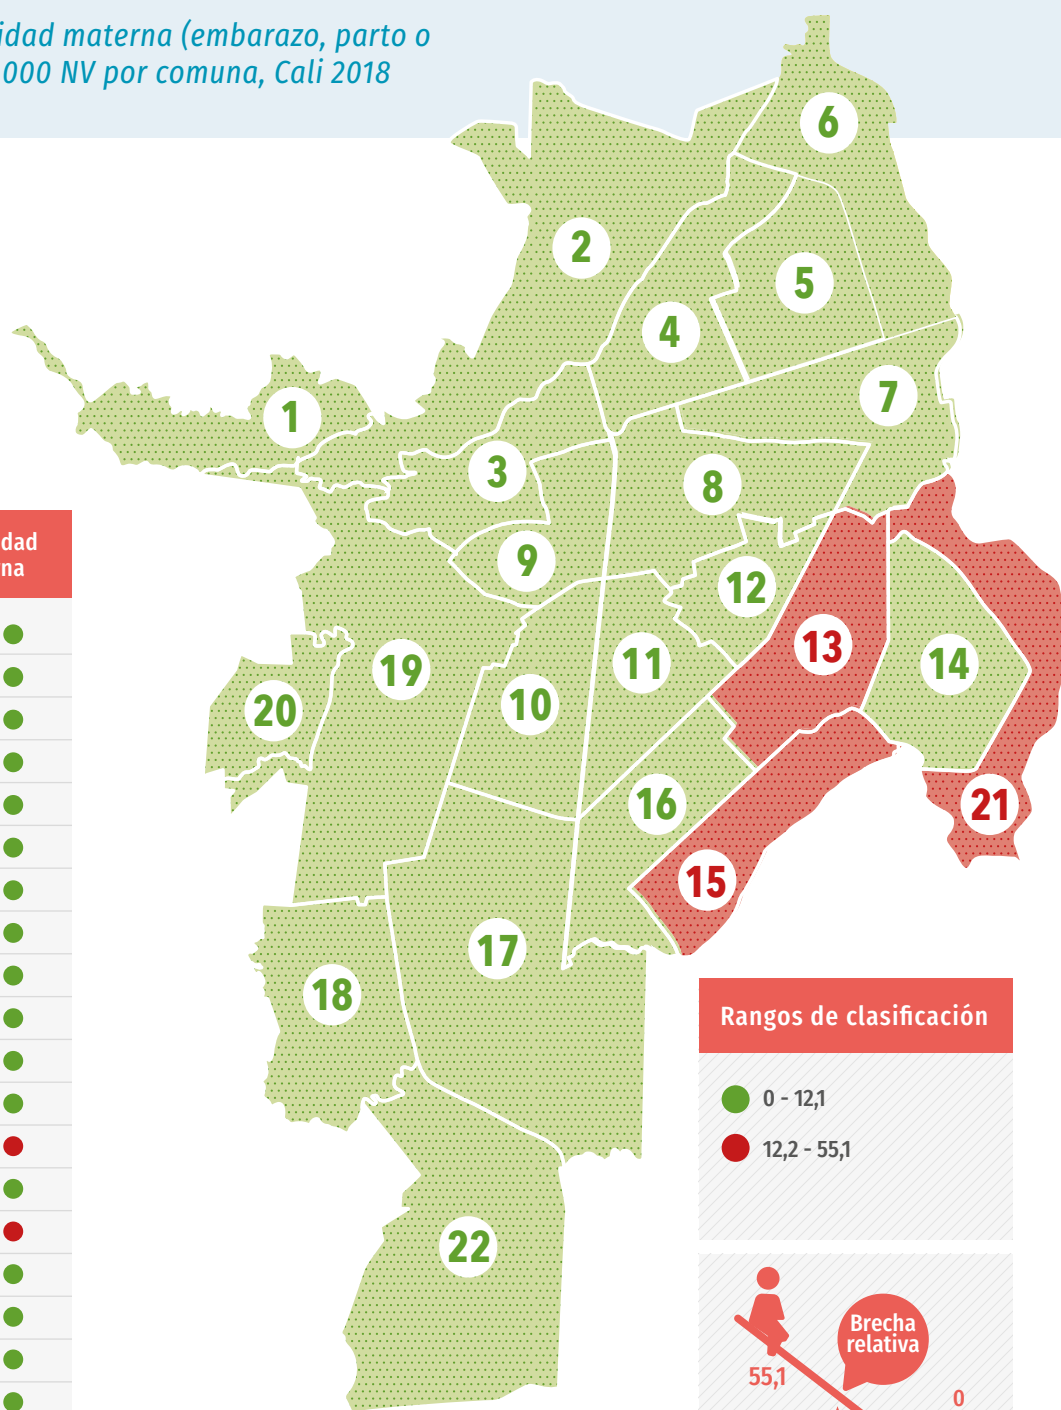 idad materna (embarazo, parto o
000 NV por comuna, Cali 2018
6
2
5
4
7
1
3
8
9
12
13
11
14
19
10
20
16
21
15
17
18
22
dad
na
Rangos de clasificación
0 - 12,1
12,2 - 55,1
Brecha
relativa
55,1
0